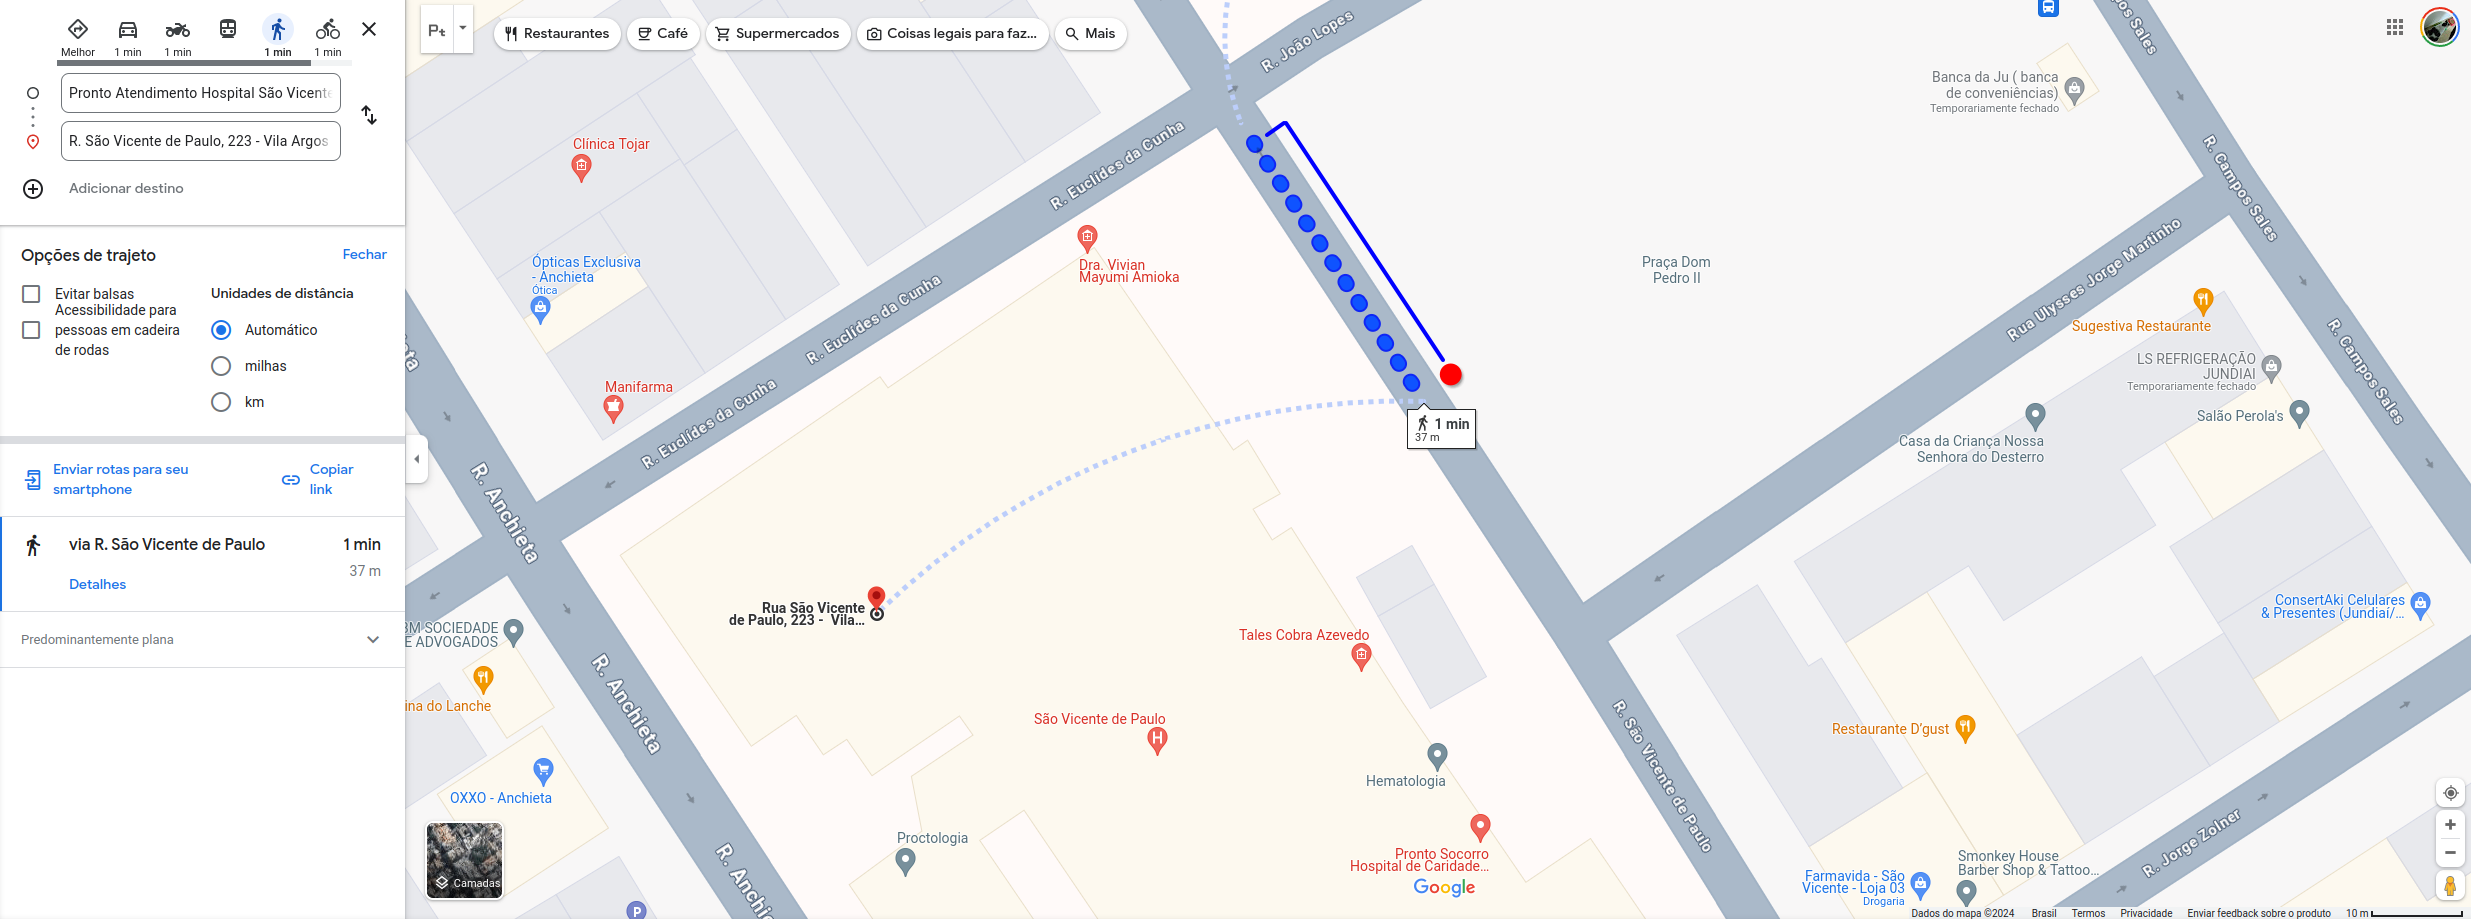 Melhor
1 min
1 min
1 min
1 min
Pronto Atendimento Hospital São Vicente
R. São Vicente de Paulo, 223 - Vila Argos
Adicionar destino
Opções de trajeto
Fechar
Evitar balsas
Acessibilidade para
pessoas em cadeira
de rodas
Unidades de distância
Automático
milhas
km
Enviar rotas para seu
smartphone
Copiar
link
via R. São Vicente de Paulo
1 min
37 m
Detalhes
Predominantemente plana
Pt
Restaurantes
Café
Supermercados
Coisas legais para faz...
Mais
R. João Lopes
Clínica Tojar
R. Euclídes da Cunha
Dra. Vivian
Mayumi Amioka
Ópticas Exclusiva
- Anchieta
Ótica
R. Euclídes da Cunha
Manifarma
R. Euclídes da Cunha
R. Anchieta
Praça Dom
Pedro II
1 min
37 m
Banca da Ju ( banca
de conveniências)
Temporariamente fechado
R. Campos Sales
Rua Ulysses Jorge Martinho
Sugestiva Restaurante
LS REFRIGERAÇÃO
JUNDIAI
Temporariamente fechado
R. Campos Sales
Salão Perola's
Casa da Criança Nossa
Senhora do Desterro
Rua São Vicente
de Paulo, 223 - Vila...
BM SOCIEDADE
E ADVOGADOS
R. Anchieta
ina do Lanche
Tales Cobra Azevedo
São Vicente de Paulo
H
Hematologia
R. São Vicente de Paulo
ConsertAki Celulares
& Presentes (Jundiaí/...
Restaurante D'gust
OXXO - Anchieta
Proctologia
R. Anchieta
Pronto Socorro
Hospital de Caridade...
Google
Camadas
P
Smonkey House
Barber Shop & Tattoo...
Farmavida - São
Vicente - Loja 03
Drogaria
R. Jorge Zolner
Dados do mapa ©2024
Brasil
Termos
Privacidade
Enviar feedback sobre o produto
10 m